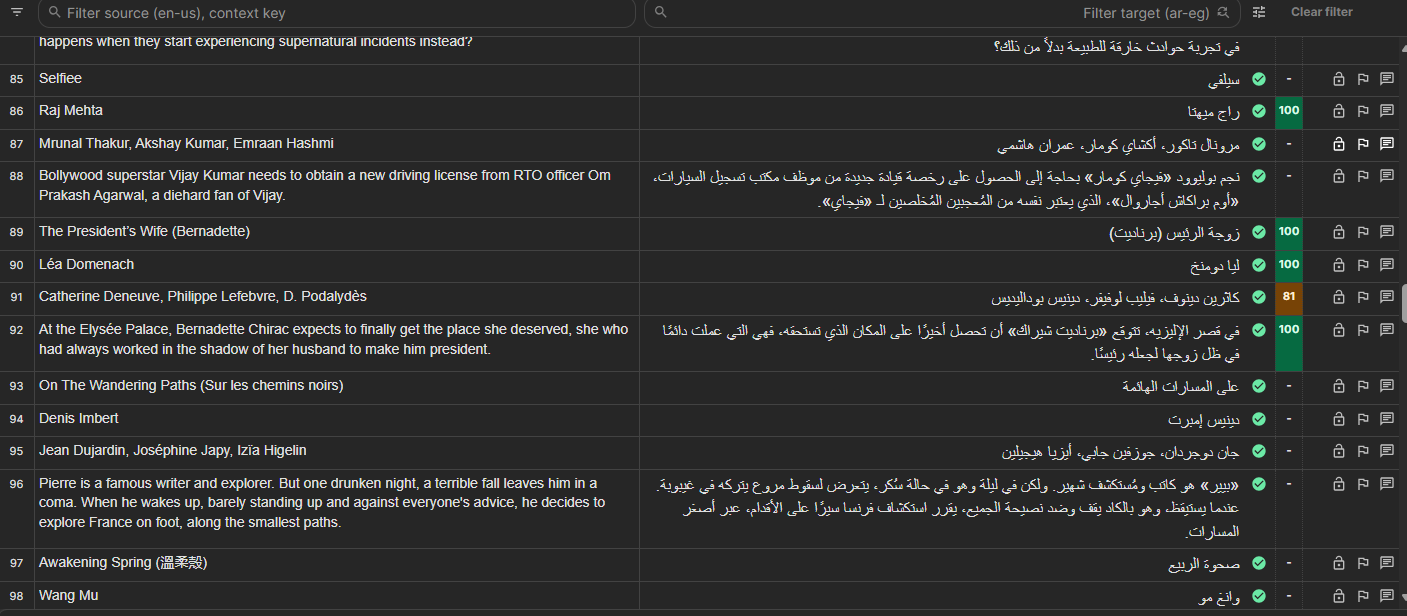 Filter source (en-us), context key
Filter target (ar-eg)
Clear filter
happens when they start experiencing supernatural incidents instead?
في تجربة حوادث خارقة للطبيعة بدلاً من ذلك؟
85
Selfiee
سيلفي
-
86
Raj Mehta
راج ميهتا
100
87
Mrunal Thakur, Akshay Kumar, Emraan Hashmi
مرونال تاكور، أكشاي كومار، عمران هاشمي
-
88
Bollywood superstar Vijay Kumar needs to obtain a new driving license from RTO officer Om
Prakash Agarwal, a diehard fan of Vijay.
نجم بوليوود «فيجاي كومار» بحاجة إلى الحصول على رخصة قيادة جديدة من موظف مكتب تسجيل السيارات،
«أوم براكاش أجاروال»، الذي يعتبر نفسه من المُعجبين المُخلصين لـ «فيجاي».
-
89
The President's Wife (Bernadette)
زوجة الرئيس (برناديت)
100
90
Léa Domenach
ليا دومنخ
100
91
Catherine Deneuve, Philippe Lefebvre, D. Podalydès
كاثرين دينوف، فيليب لوفيفر، دينيس بوداليديس
81
92
At the Elysée Palace, Bernadette Chirac expects to finally get the place she deserved, she who
had always worked in the shadow of her husband to make him president.
في قصر الإليزيه، تتوقع «برناديت شيراك» أن تحصل أخيرًا على المكان الذي تستحقه، فهي التي عملت دائمًا
في ظل زوجها لجعله رئيسًا.
100
93
On The Wandering Paths (Sur les chemins noirs)
على المسارات الهائمة
-
94
Denis Imbert
دينيس إمبرت
-
95
Jean Dujardin, Joséphine Japy, Izïa Higelin
جان دوجردان، جوزفين جابي، أيزيا هيجيلين
-
96
Pierre is a famous writer and explorer. But one drunken night, a terrible fall leaves him in a
coma. When he wakes up, barely standing up and against everyone's advice, he decides to
explore France on foot, along the smallest paths.
«بيير» هو كاتب ومُستكشف شهير. ولكن في ليلة وهو في حالة سُكر، يتعرض لسقوط مروع يتركه في غيبوبة.
عندما يستيقظ، وهو بالكاد يقف وضد نصيحة الجميع، يقرر استكشاف فرنسا سيرًا على الأقدام، عبر أصغر
المسارات.
-
97
Awakening Spring (溫柔殼)
صحوة الربيع
-
98
Wang Mu
وانغ مو
-